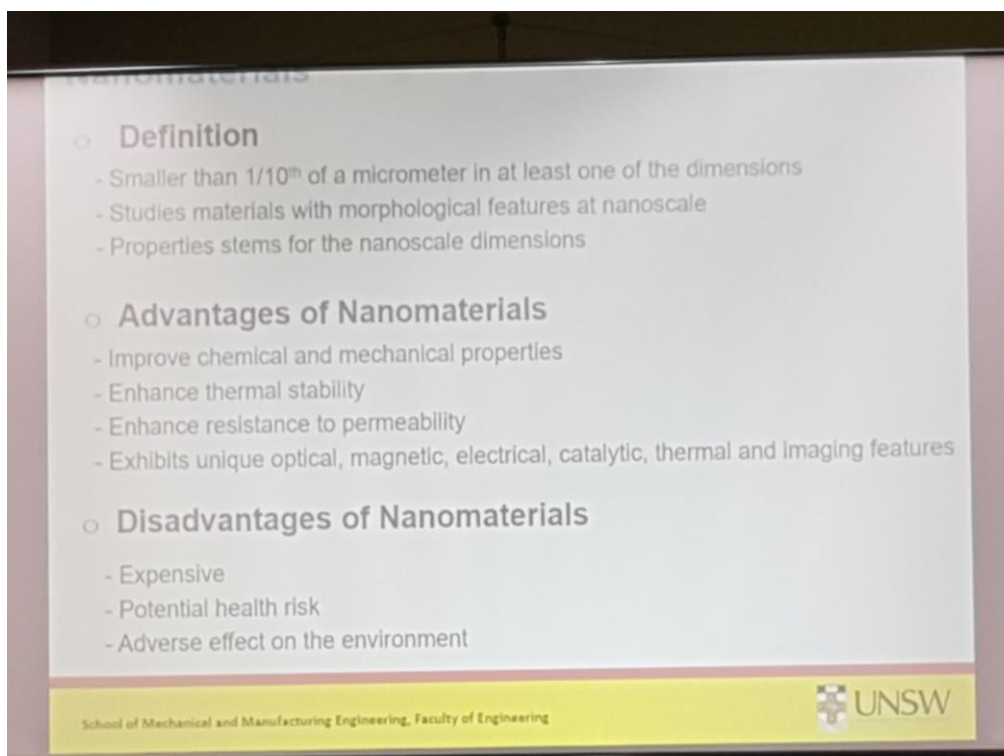 Nanomaterials
o Definition
- Smaller than 1/10th of a micrometer in at least one of the dimensions
- Studies materials with morphological features at nanoscale
- Properties stems for the nanoscale dimensions
o Advantages of Nanomaterials
- Improve chemical and mechanical properties
- Enhance thermal stability
- Enhance resistance to permeability
- Exhibits unique optical, magnetic, electrical, catalytic, thermal and imaging features
o Disadvantages of Nanomaterials
- Expensive
- Potential health risk
- Adverse effect on the environment
School of Mechanical and Manufacturing Engineering, Faculty of Engineering
UNSW